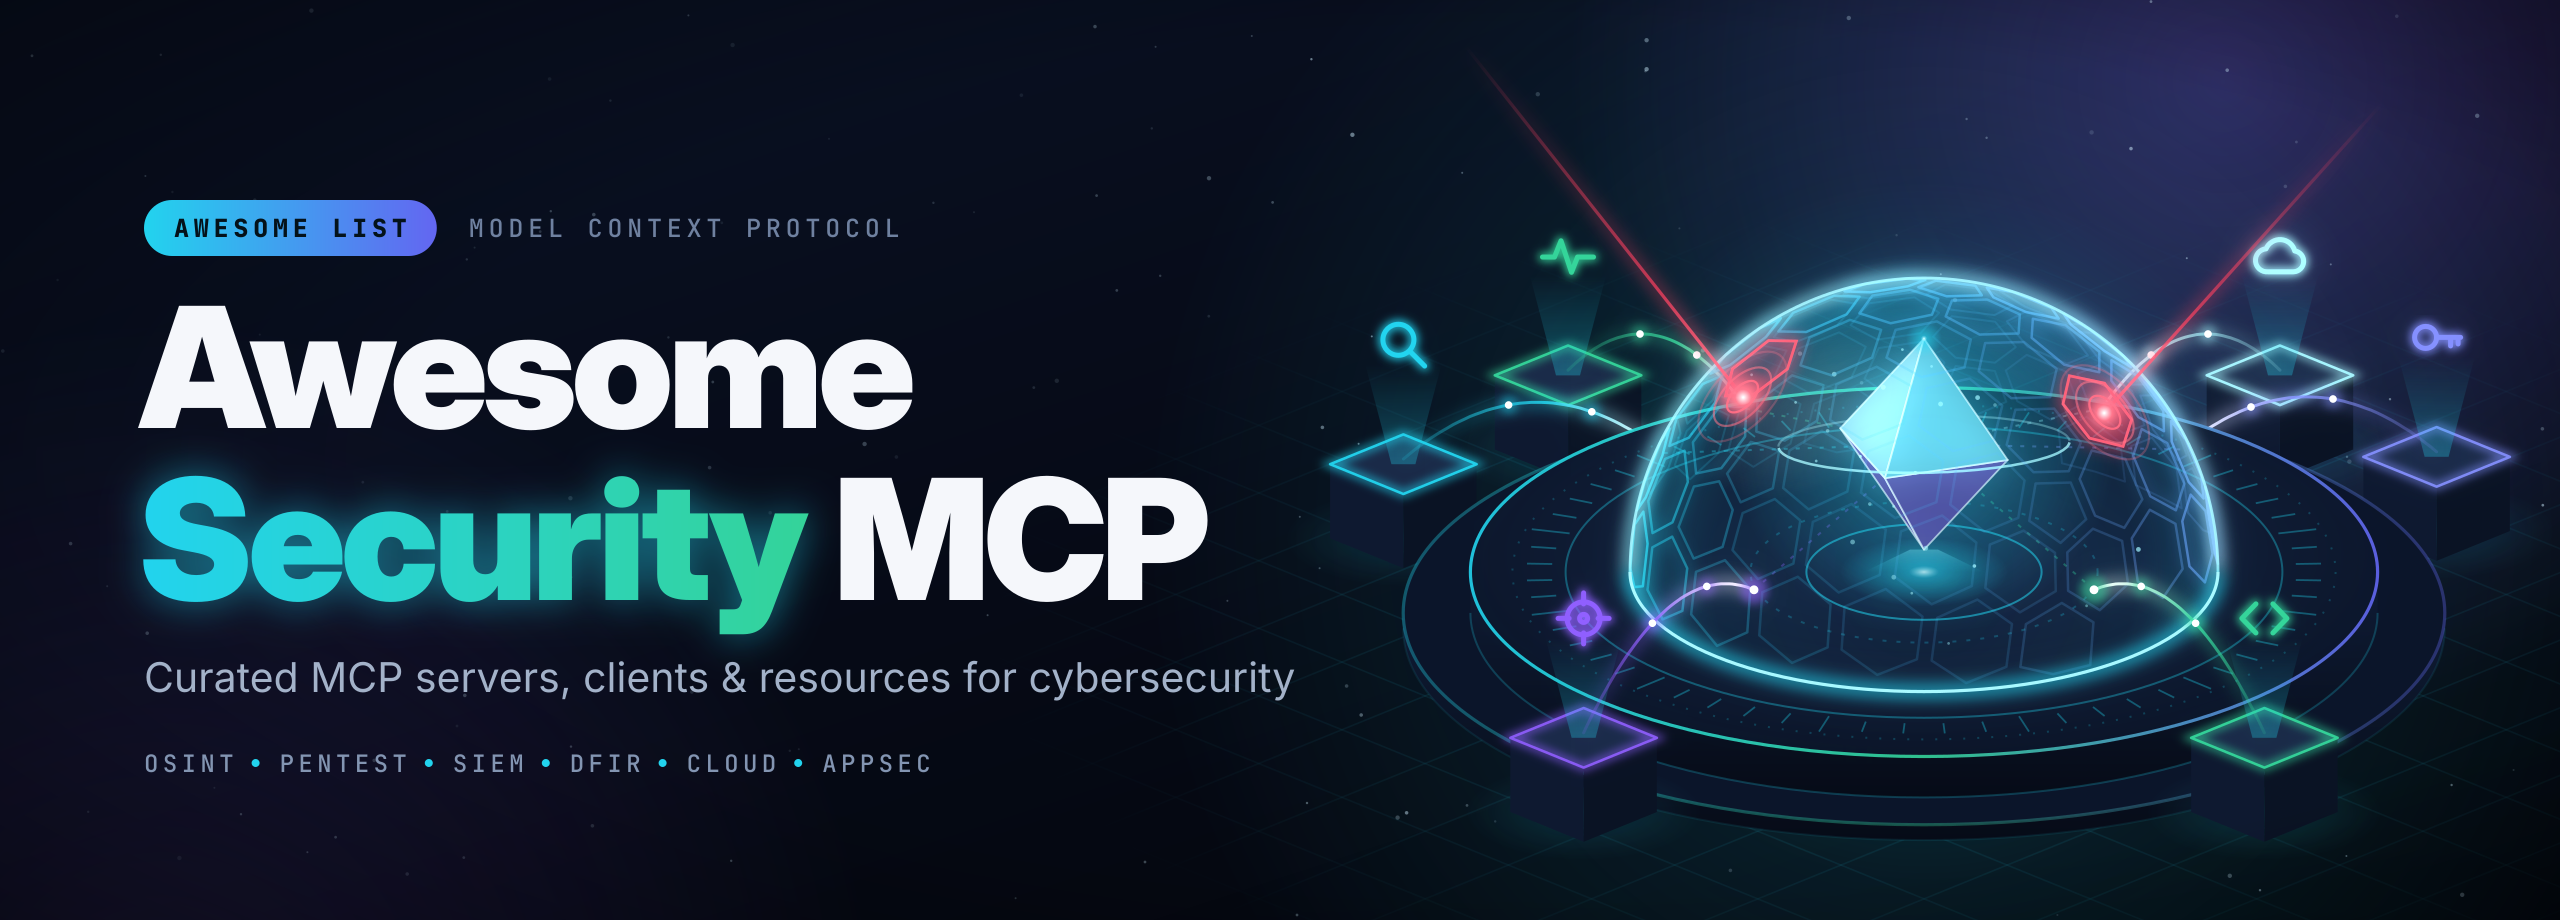 AWESOME LIST MODEL CONTEXT PROTOCOL
Awesome
Security MCP
Curated MCP servers, clients & resources for cybersecurity
OSINT • PENTEST • SIEM • DFIR • CLOUD • APPSEC